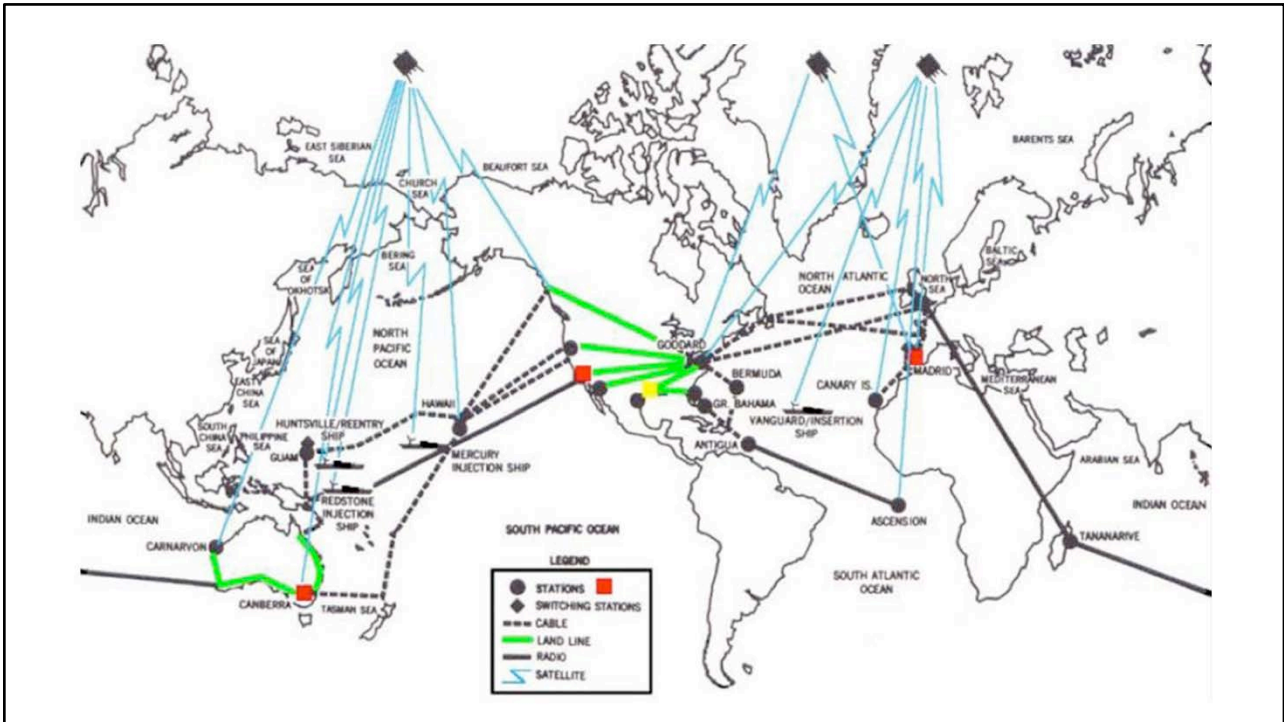 BARENTS SEA
EAST SIBERIAN
SEA
BEAUFORT SEA
CHURCH
SEA
BERING
SEA
SEA
OF
OKHOTSK
BALTIC
SEA
NORTH ATLANTIC
OCEAN
NORTH
SEA
NORTH
PACIFIC
OCEAN
SEA
OF
JAPAN
GODDARD
MADRID
EAST
CHINA
SEA
BERMUDA
CANARY IS.
MEDITERRANEAN
SEA
HAWAII
GR. BAHAMA
HUNTSVILLE/REENTRY
SHIP
VANGUARD/INSERTION
SHIP
SOUTH
CHINA
SEA
PHILIPPINE
SEA
GUAM
ANTIGUA
MERCURY
INJECTION SHIP
ARABIAN SEA
REDSTONE
INJECTION
SHIP
INDIAN OCEAN
INDIAN OCEAN
ASCENSION
SOUTH PACIFIC OCEAN
TANANARIVE
CARNARVON
SOUTH ATLANTIC
OCEAN
CANBERRA
TASMAN SEA
LEGEND
STATIONS
SWITCHING STATIONS
CABLE
LAND LINE
RADIO
SATELLITE